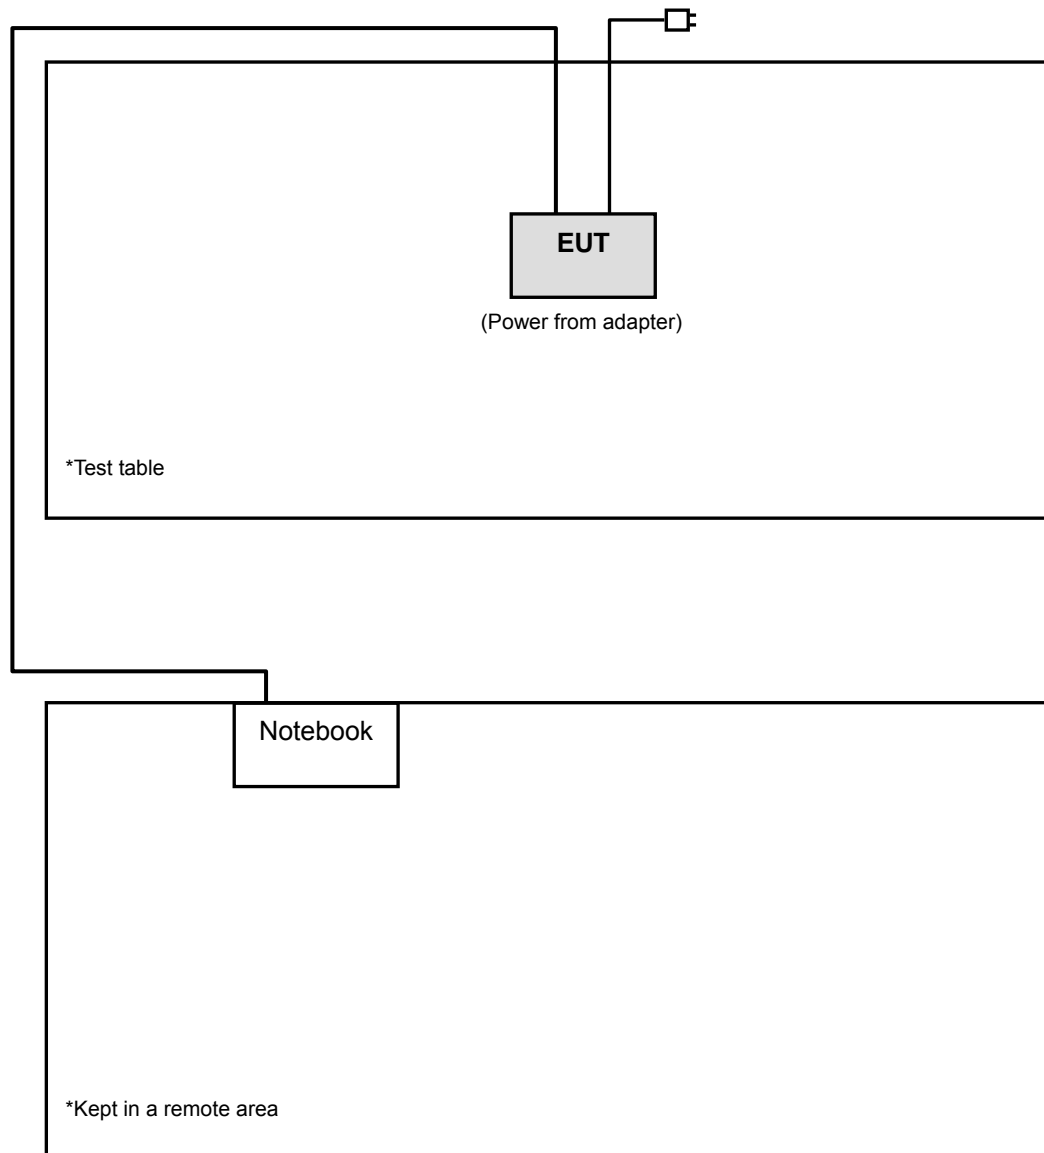 EUT
(Power from adapter)
*Test table
Notebook
*Kept in a remote area